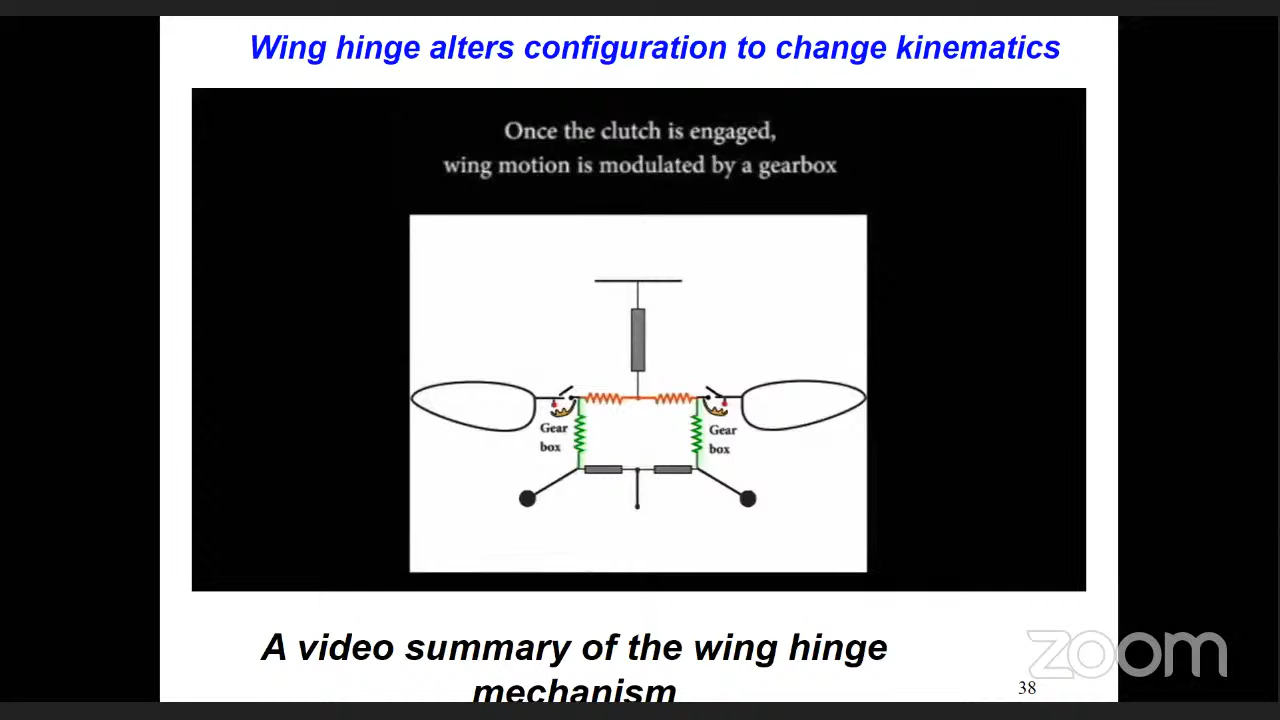 Wing hinge alters configuration to change kinematics
Once the clutch is engaged,
wing motion is modulated by a gearbox
Gear
box
Gear
box
A video summary of the wing hinge
mechanism
38
zoom